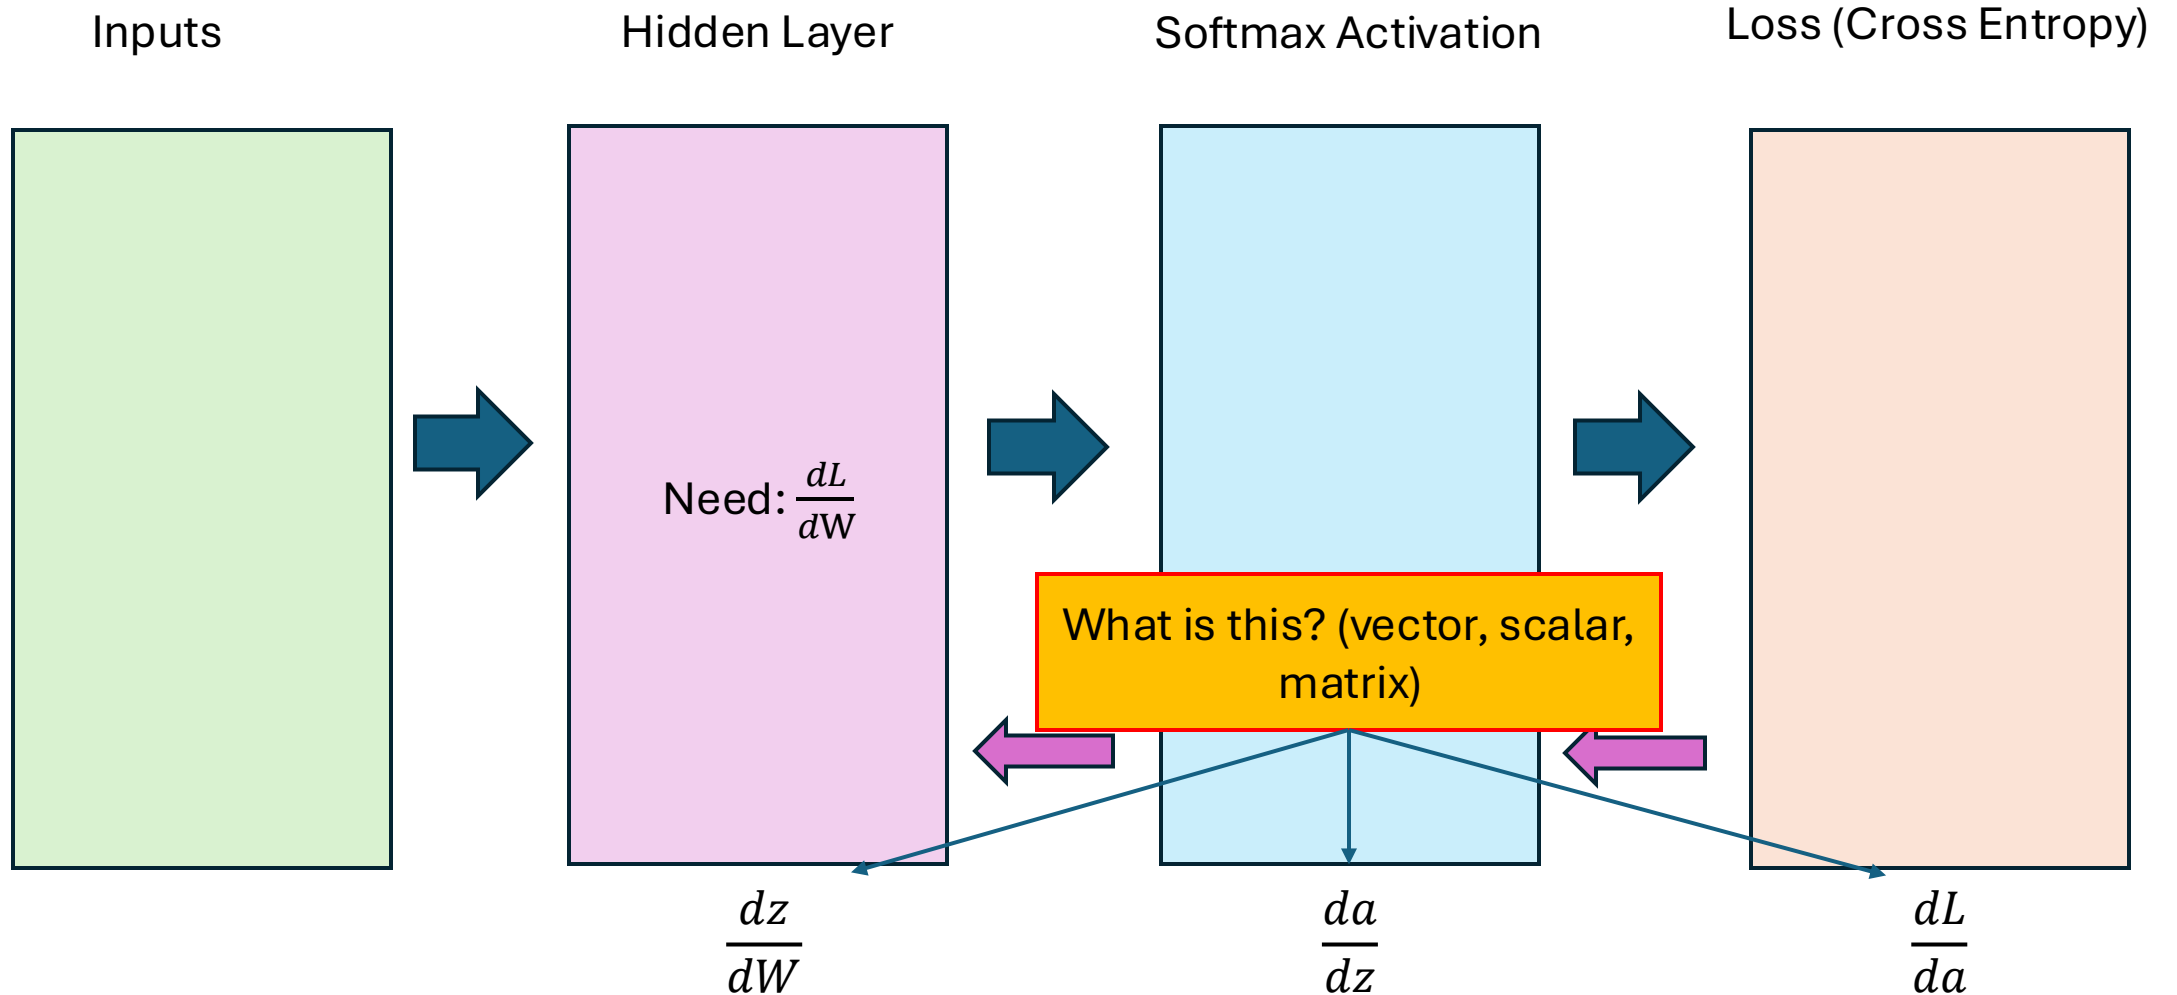 Inputs
Hidden Layer
Softmax Activation
Loss (Cross Entropy)
Need: dL/dW
What is this? (vector, scalar,
matrix)
dz/dW
da/dz
dL/da